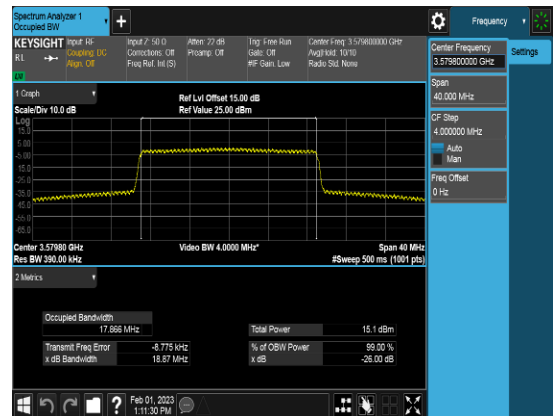 Spectrum Analyzer 1
Occupied BW
+
Frequency
KEYSIGHT
RL
Input: RF
Coupling: DC
Align: Off
Input Z: 50 Ω
Corrections: Off
Freq Ref: Int (S)
Atten: 22 dB
Preamp: Off
Trig: Free Run
Gate: Off
#IF Gain: Low
Center Freq: 3.579800000 GHz
Avg|Hold: 10/10
Radio Std: None
Center Frequency
3.579800000 GHz
Settings
Span
40.000 MHz
CF Step
4.000000 MHz
Auto
Man
Freq Offset
0 Hz
1 Graph
Scale/Div 10.0 dB
Ref Lvl Offset 15.00 dB
Ref Value 25.00 dBm
Log
15.0
5.00
-5.00
-15.0
-25.0
-35.0
-45.0
-55.0
-65.0
Center 3.57980 GHz
Res BW 390.00 kHz
Video BW 4.0000 MHz*
Span 40 MHz
#Sweep 500 ms (1001 pts)
2 Metrics
Occupied Bandwidth
17.866 MHz
Total Power
15.1 dBm
Transmit Freq Error
-8.775 kHz
% of OBW Power
99.00 %
x dB Bandwidth
18.87 MHz
x dB
-26.00 dB
?
Feb 01, 2023
1:11:30 PM